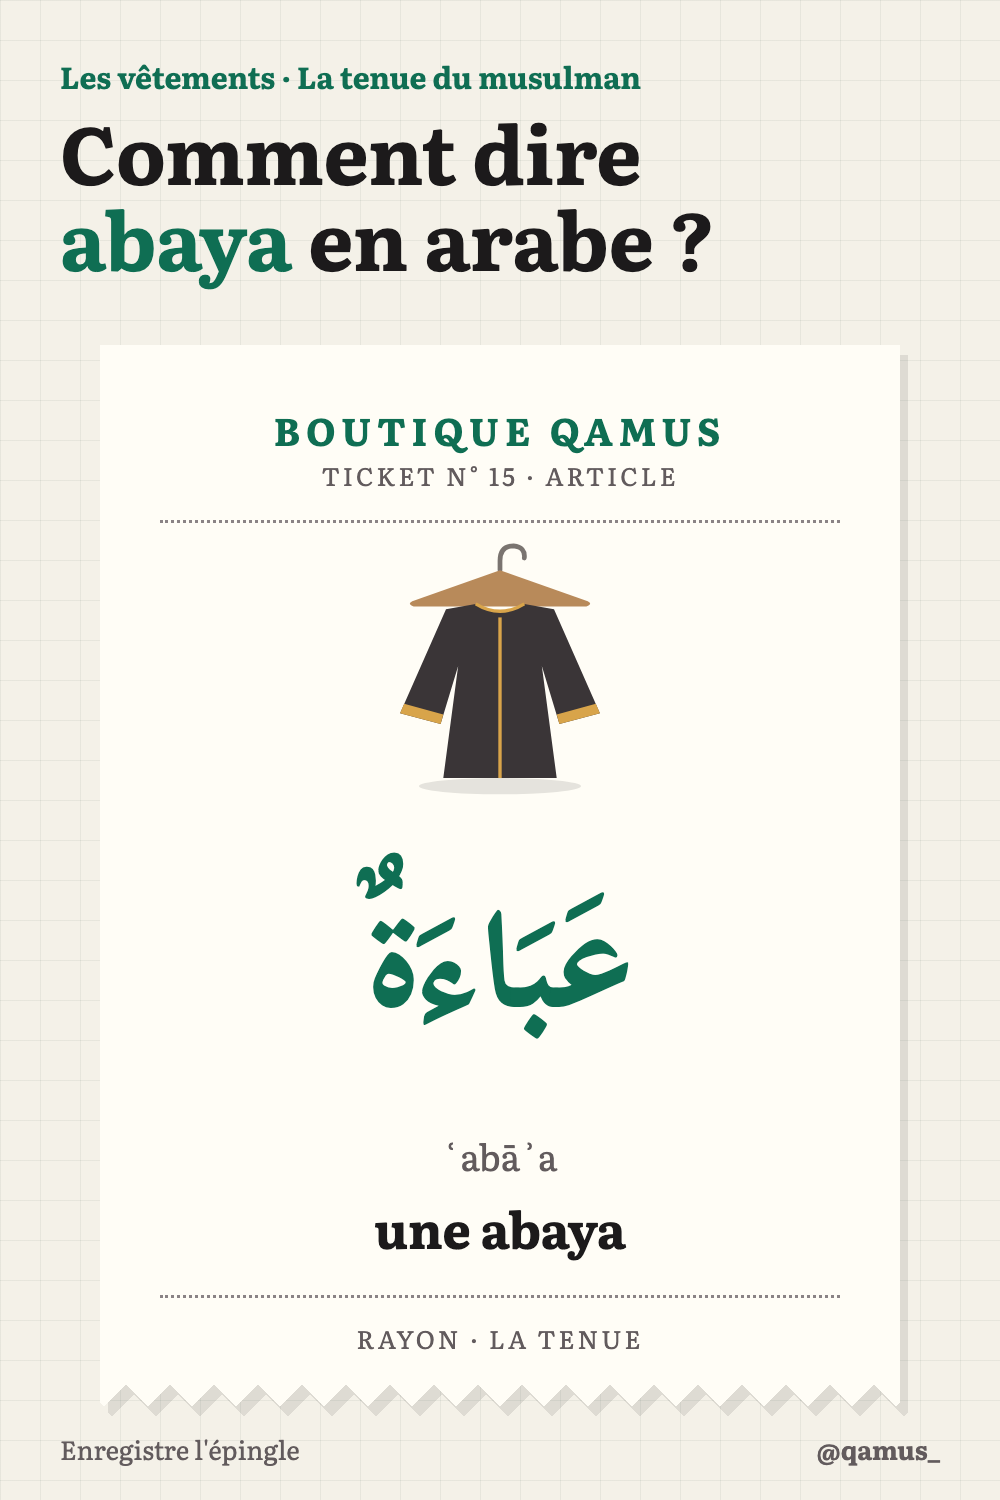 Les vêtements · La tenue du musulman
Comment dire
abaya en arabe ?
BOUTIQUE QAMUS
TICKET N° 15 · ARTICLE
عَبَاءَةٌ
ʿabāʾa
une abaya
RAYON · LA TENUE
Enregistre l'épingle
@qamus_